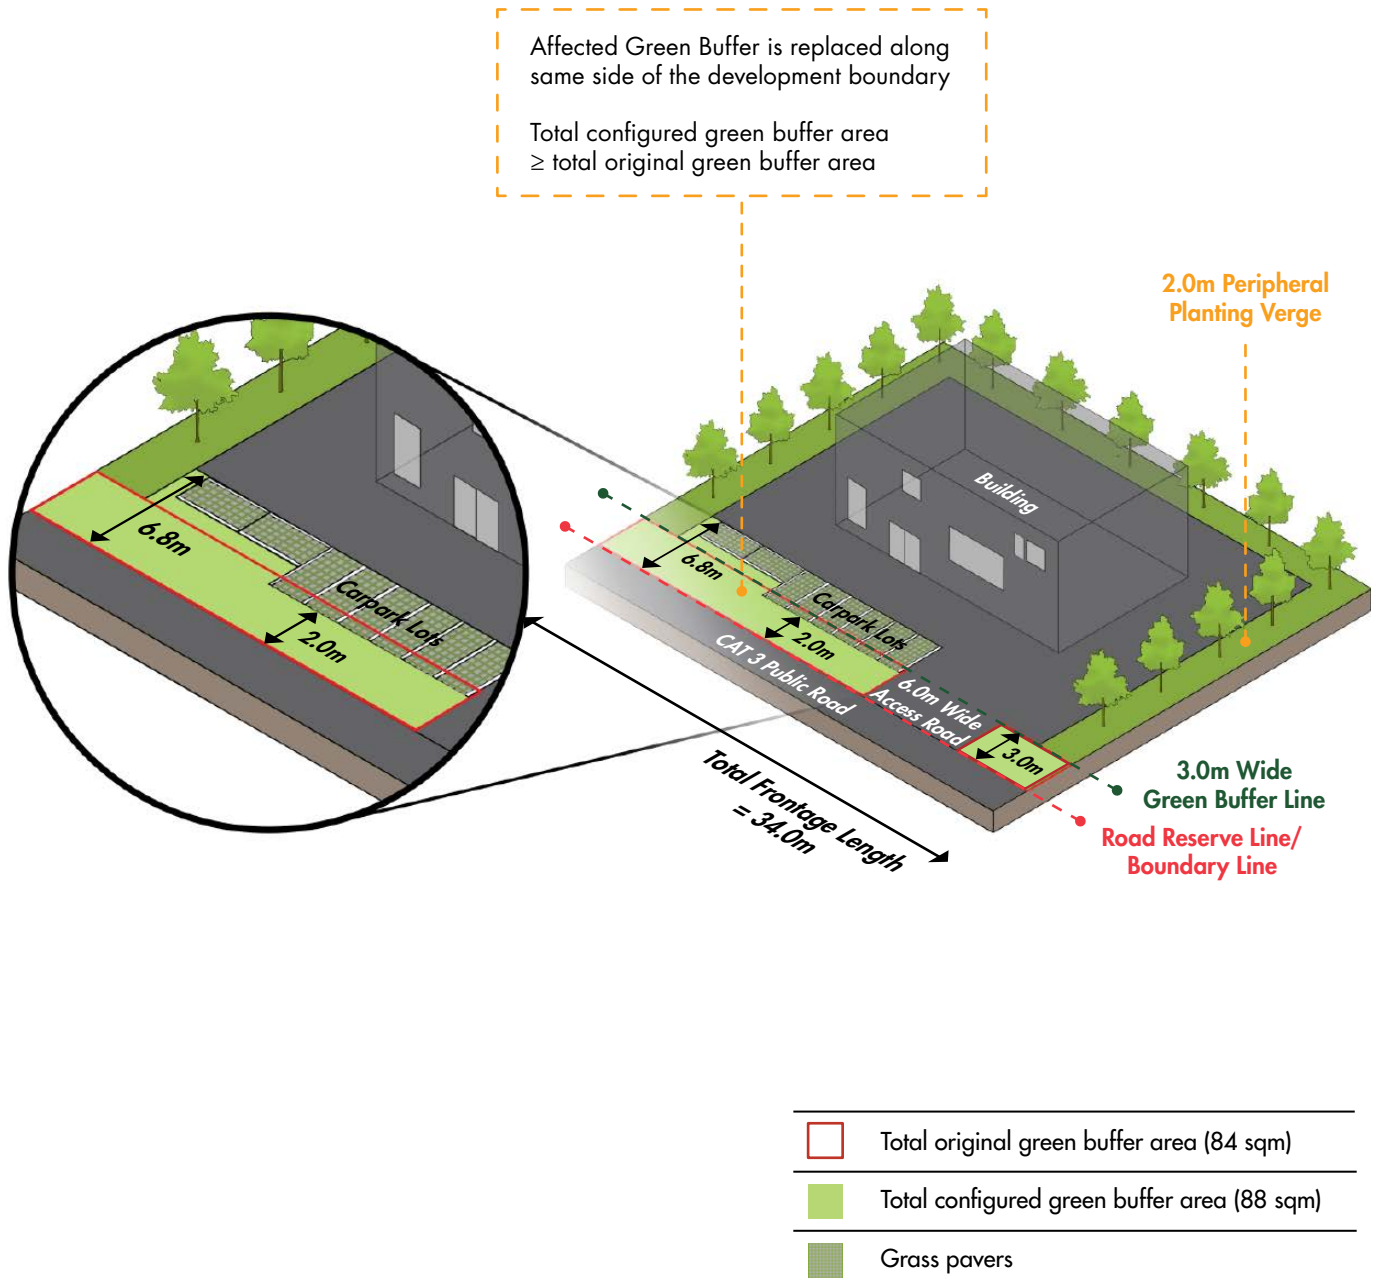 Affected Green Buffer is replaced along
same side of the development boundary
Total configured green buffer area
≥ total original green buffer area
2.0m Peripheral
Planting Verge
6.8m
Carpark Lots
2.0m
Building
6.8m
Carpark Lots
2.0m
CAT 3 Public Road
6.0m Wide
Access Road
3.0m
Total Frontage Length
= 34.0m
3.0m Wide
Green Buffer Line
Road Reserve Line/
Boundary Line
Total original green buffer area (84 sqm)
Total configured green buffer area (88 sqm)
Grass pavers